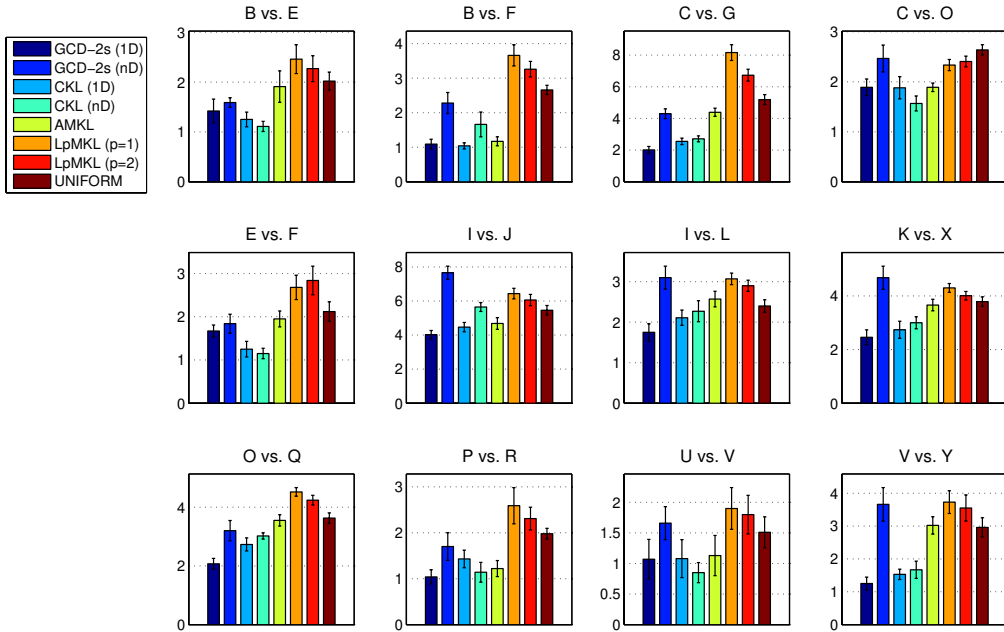 GCD-2s (1D)
GCD-2s (nD)
CKL (1D)
CKL (nD)
AMKL
LpMKL (p=1)
LpMKL (p=2)
UNIFORM
B vs. E
3
2
1
0
B vs. F
4
3
2
1
0
C vs. G
8
6
4
2
0
C vs. O
3
2
1
0
E vs. F
3
2
1
0
I vs. J
8
6
4
2
0
I vs. L
3
2
1
0
K vs. X
4
2
0
O vs. Q
4
2
0
P vs. R
3
2
1
0
U vs. V
2
1.5
1
0.5
0
V vs. Y
4
3
2
1
0